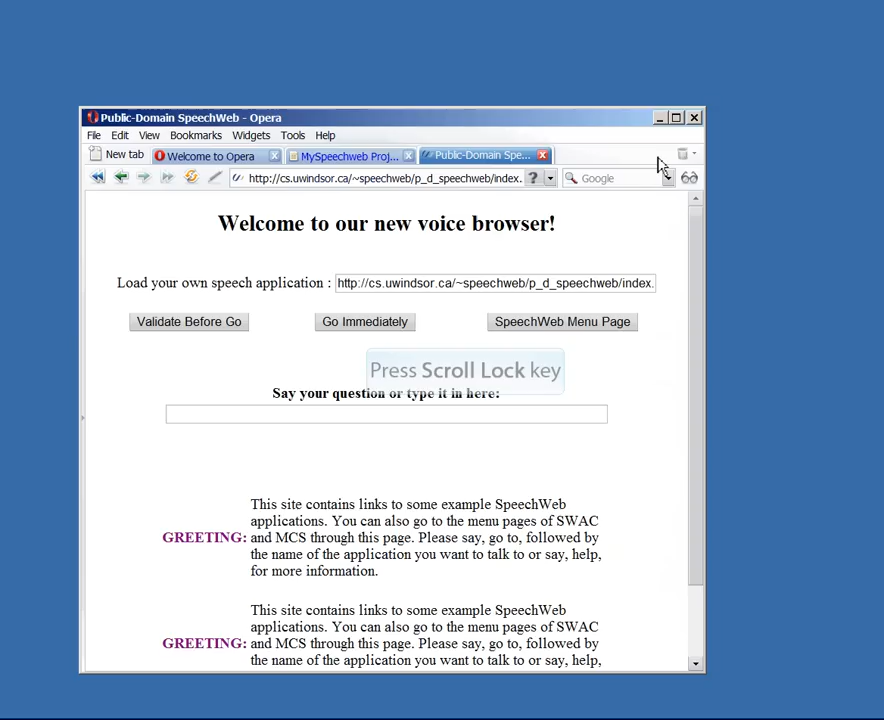 Public-Domain SpeechWeb - Opera
File Edit View Bookmarks Widgets Tools Help
New tab Welcome to Opera MySpeechweb Proj... Public-Domain Spe...
http://cs.uwindsor.ca/~speechweb/p_d_speechweb/index. ? Google
Welcome to our new voice browser!
Load your own speech application : http://cs.uwindsor.ca/~speechweb/p_d_speechweb/index.
Validate Before Go Go Immediately SpeechWeb Menu Page
Press Scroll Lock key
Say your question or type it in here:
This site contains links to some example SpeechWeb
applications. You can also go to the menu pages of SWAC
GREETING: and MCS through this page. Please say, go to, followed by
the name of the application you want to talk to or say, help,
for more information.
This site contains links to some example SpeechWeb
applications. You can also go to the menu pages of SWAC
GREETING: and MCS through this page. Please say, go to, followed by
the name of the application you want to talk to or say, help,